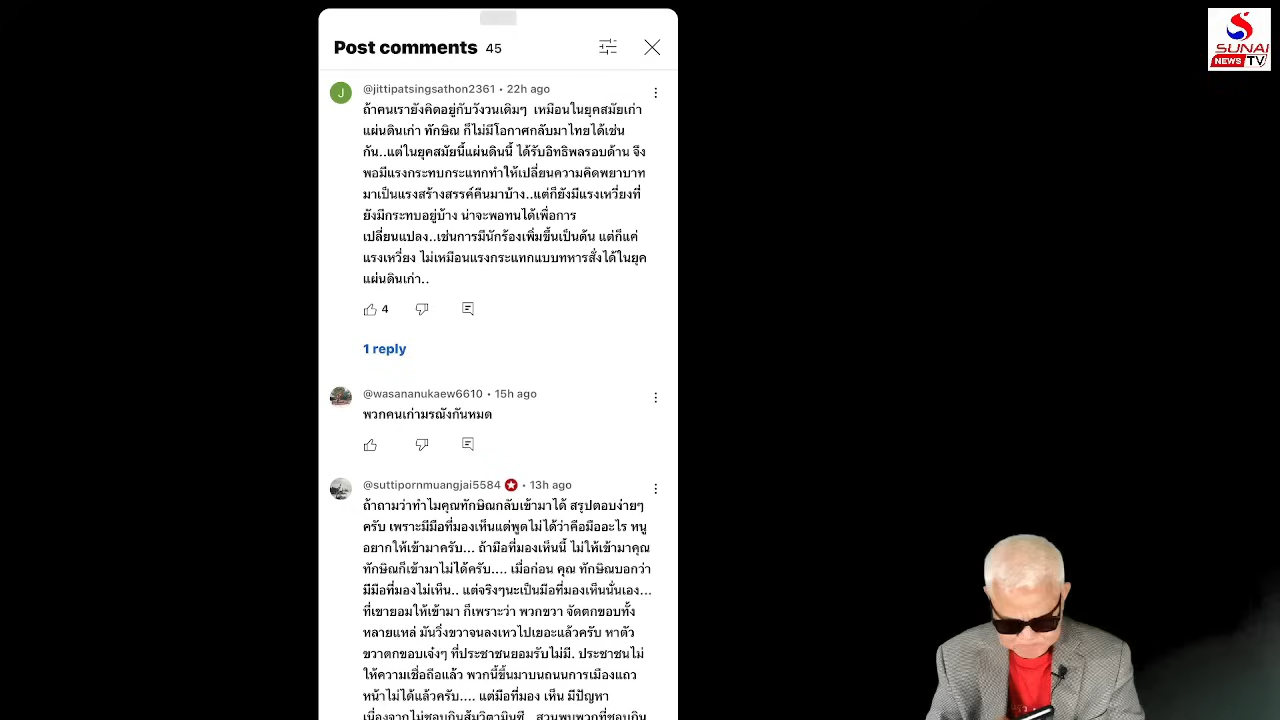 SUNAI
NEWS TV
Post comments 45
J
@jittipatsingsathon2361 • 22h ago
ถ้าคนเรายังคิดอยู่กับวังวนเดิมๆ เหมือนในยุคสมัยเก่า
แผ่นดินเก่า ทักษิณ ก็ไม่มีโอกาศกลับมาไทยได้เช่น
กัน..แต่ในยุคสมัยนี้แผ่นดินนี้ ได้รับอิทธิพลรอบด้าน จึง
พอมีแรงกระทบกระแทกทำให้เปลี่ยนความคิดพยาบาท
มาเป็นแรงสร้างสรรค์คืนมาบ้าง..แต่ก็ยังมีแรงเหวี่ยงที่
ยังมีกระทบอยู่บ้าง น่าจะพอทนได้เพื่อการ
เปลี่ยนแปลง..เช่นการมีนักร้องเพิ่มขึ้นเป็นต้น แต่ก็แค่
แรงเหวี่ยง ไม่เหมือนแรงกระแทกแบบทหารสั่งได้ในยุค
แผ่นดินเก่า..
4
1 reply
@wasananukaew6610 • 15h ago
พวกคนเก่ามรณังกันหมด
@suttipornmuangjai5584 • 13h ago
ถ้าถามว่าทำไมคุณทักษิณกลับเข้ามาได้ สรุปตอบง่ายๆ
ครับ เพราะมีมือที่มองเห็นแต่พูดไม่ได้ว่าคือมืออะไร หนู
อยากให้เข้ามาครับ... ถ้ามือที่มองเห็นนี้ ไม่ให้เข้ามาคุณ
ทักษิณก็เข้ามาไม่ได้ครับ.... เมื่อก่อน คุณ ทักษิณบอกว่า
มีมือที่มองไม่เห็น.. แต่จริงๆนะเป็นมือที่มองเห็นนั่นเอง...
ที่เขายอมให้เข้ามา ก็เพราะว่า พวกขวา จัดตกขอบทั้ง
หลายแหล่ มันวิ่งขวาจนลงเหวไปเยอะแล้วครับ หาตัว
ขวาตกขอบเจ๋งๆ ที่ประชาชนยอมรับไม่มี. ประชาชนไม่
ให้ความเชื่อถือแล้ว พวกนี้ขึ้นมาบนถนนการเมืองแถว
หน้าไม่ได้แล้วครับ.... แต่มือที่มอง เห็น มีปัญหา
เนื่องจากไม่ชอบกินส้มวิตามินซี.. สวนพบพวกที่ชอบกิน